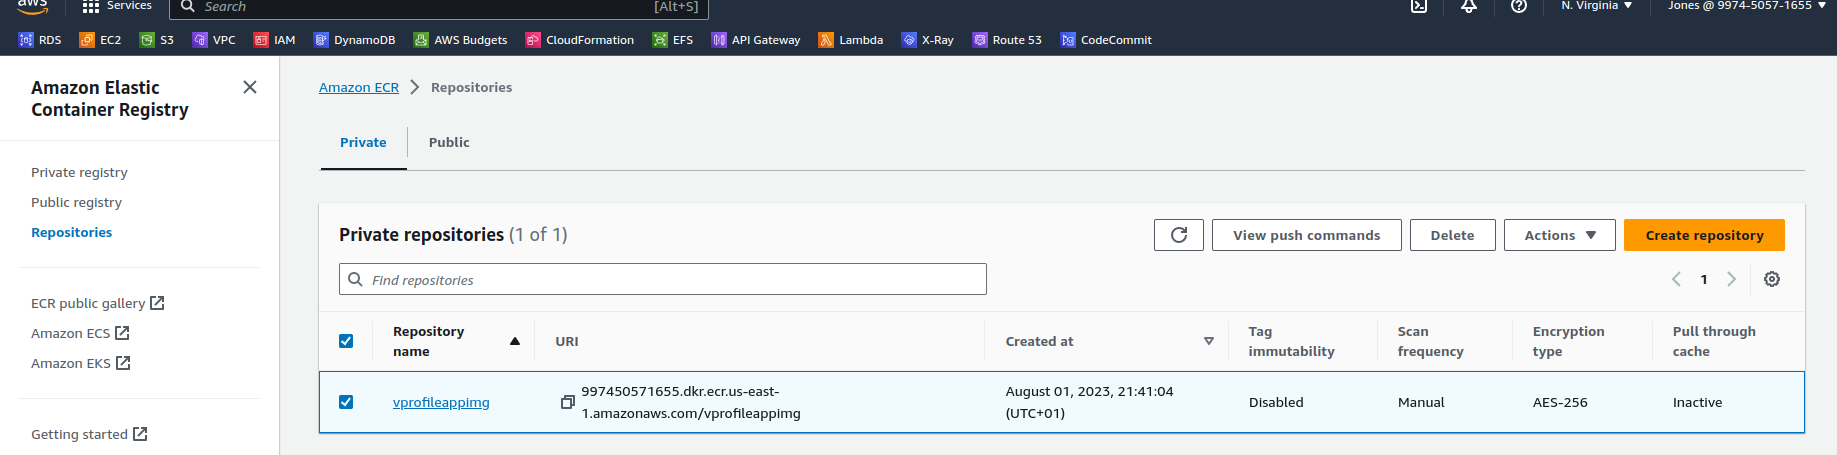 aws Services Search [Alt+S] N. Virginia Jones @ 9974-5057-1655
RDS EC2 S3 VPC IAM DynamoDB AWS Budgets CloudFormation EFS API Gateway Lambda X-Ray Route 53 CodeCommit
Amazon Elastic
Container Registry
Private registry
Public registry
Repositories
ECR public gallery
Amazon ECS
Amazon EKS
Getting started
Amazon ECR Repositories
Private Public
Private repositories (1 of 1)
View push commands Delete Actions Create repository
Find repositories
1
Repository
name
URI
Created at
Tag
immutability
Scan
frequency
Encryption
type
Pull through
cache
vprofileappimg
997450571655.dkr.ecr.us-east-
1.amazonaws.com/vprofileappimg
August 01, 2023, 21:41:04
(UTC+01)
Disabled
Manual
AES-256
Inactive